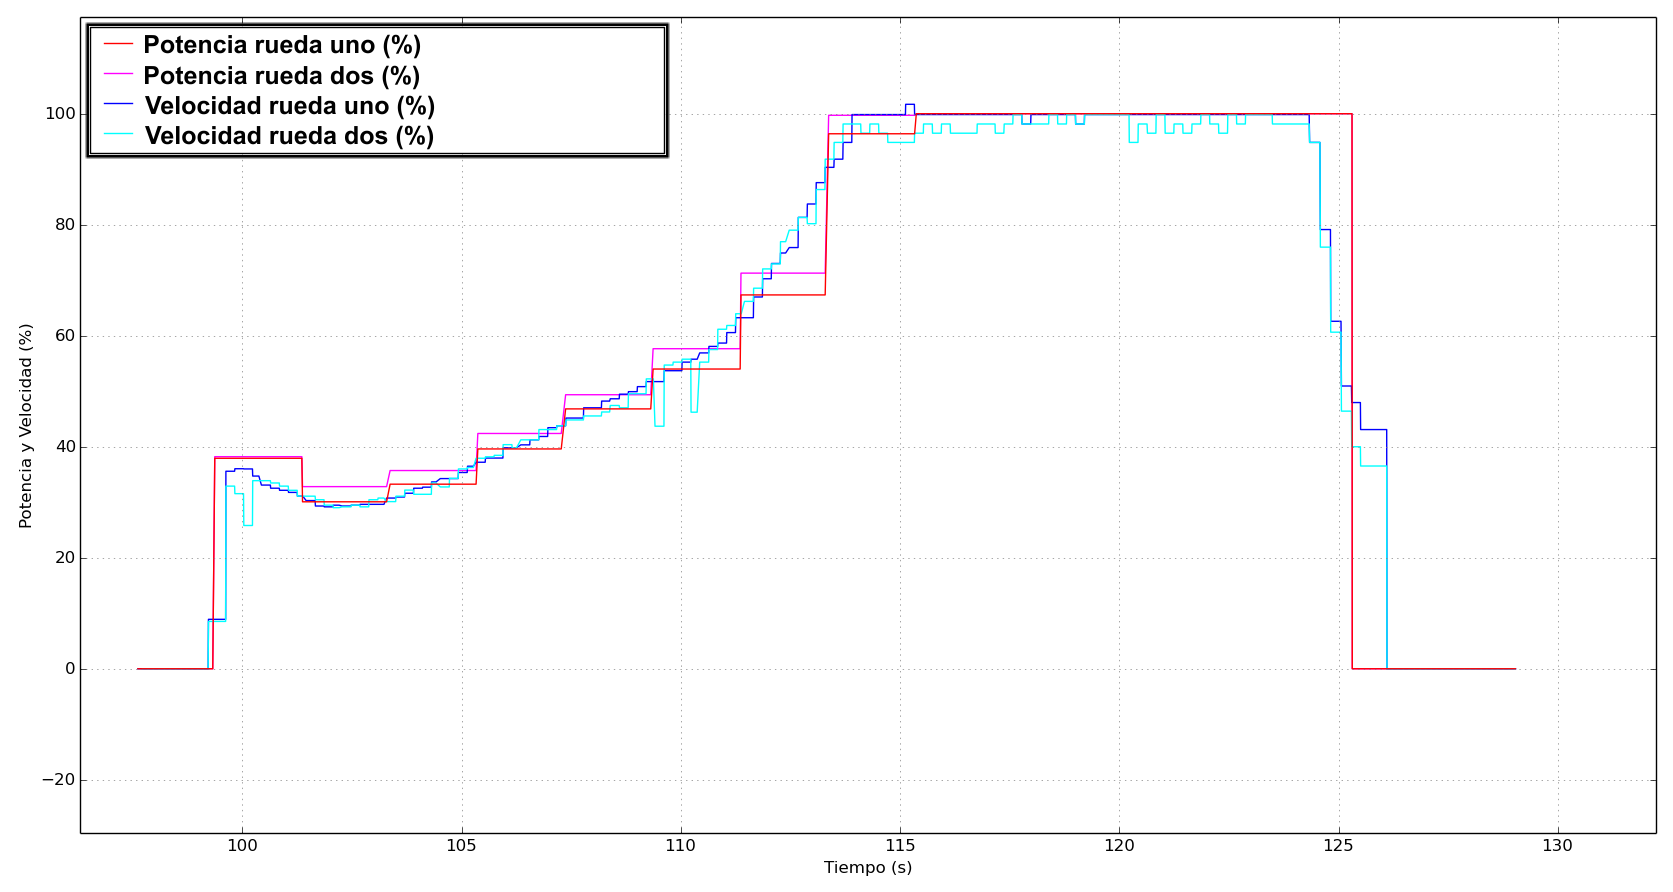 Potencia rueda uno (%)
Potencia rueda dos (%)
Velocidad rueda uno (%)
Velocidad rueda dos (%)
Potencia y Velocidad (%)
100
80
60
40
20
0
−20
100 105 110 115 120 125 130
Tiempo (s)